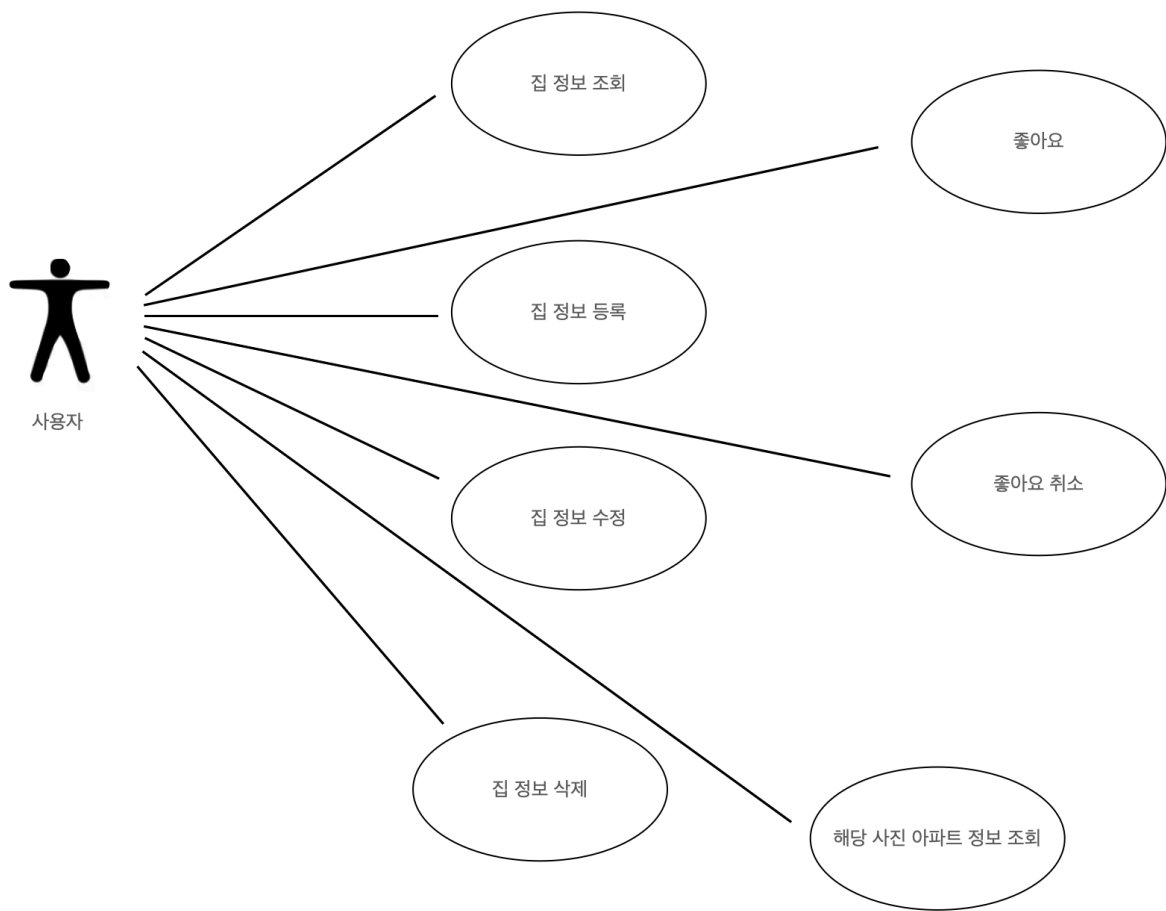 집 정보 조회
좋아요
집 정보 등록
사용자
좋아요 취소
집 정보 수정
집 정보 삭제
해당 사진 아파트 정보 조회